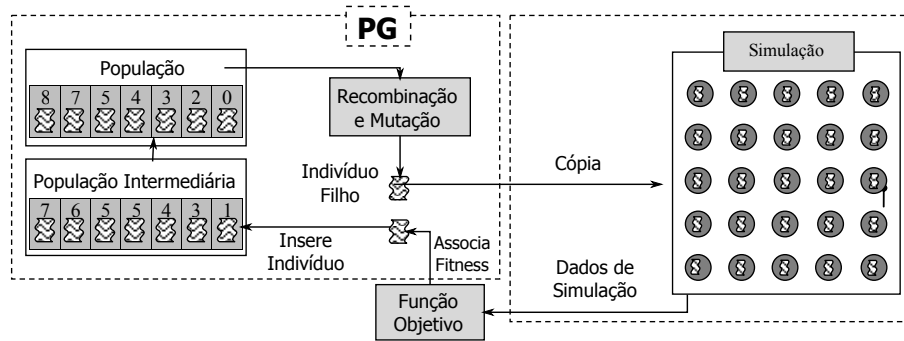 PG
Simulação
População
8 7 5 4 3 2 0
Recombinação
e Mutação
População Intermediária
7 6 5 5 4 3 1
Indivíduo
Filho
Cópia
Insere
Indivíduo
Associa
Fitness
Dados de
Simulação
Função
Objetivo